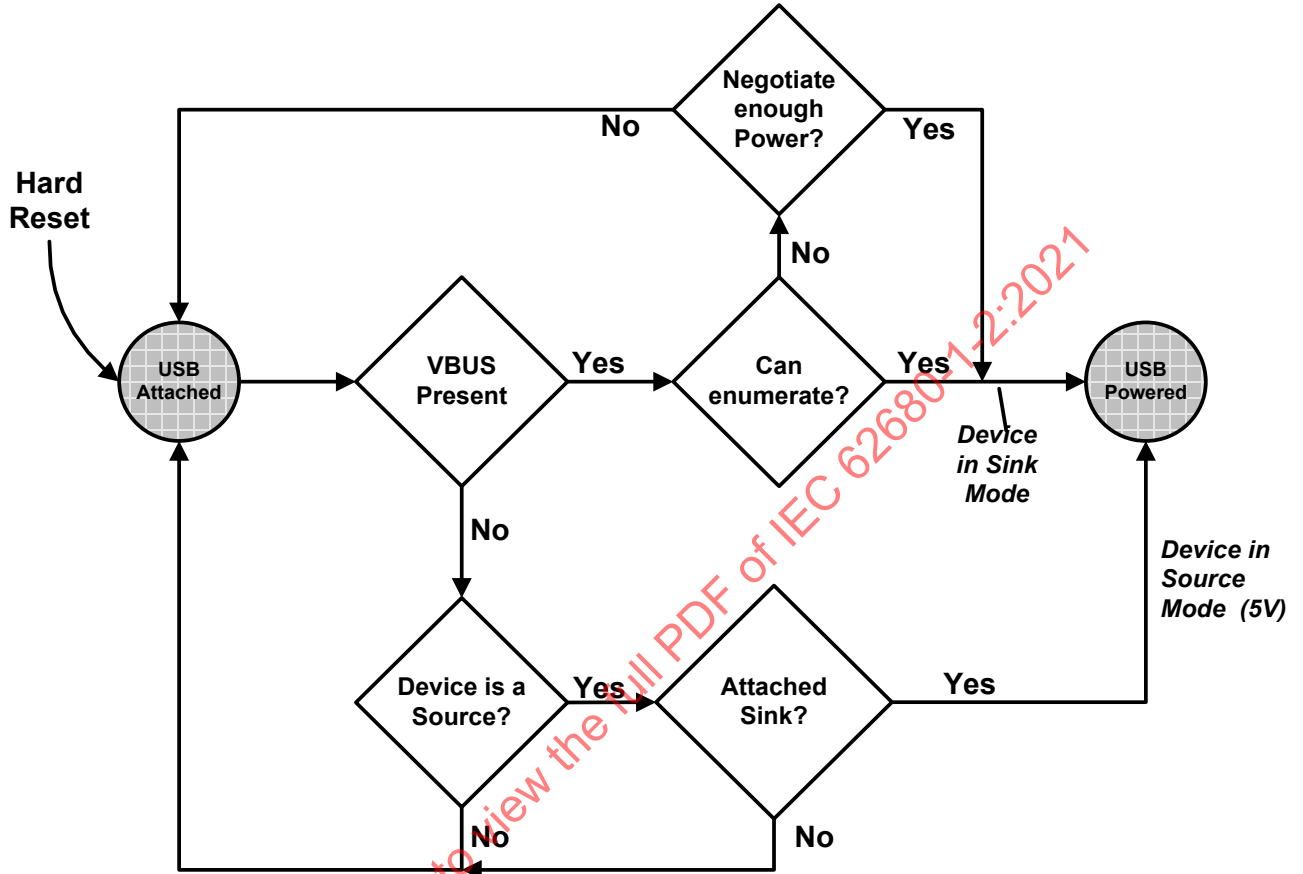 Negotiate
enough
Power?
No
Yes
Hard
Reset
No
USB
Attached
VBUS
Present
Yes
Can
enumerate?
Yes
USB
Powered
Device
in Sink
Mode
No
Device in
Source
Mode (5V)
Device is a
Source?
Yes
Attached
Sink?
Yes
No
No
to view the full PDF of IEC 62680-1-2:2021